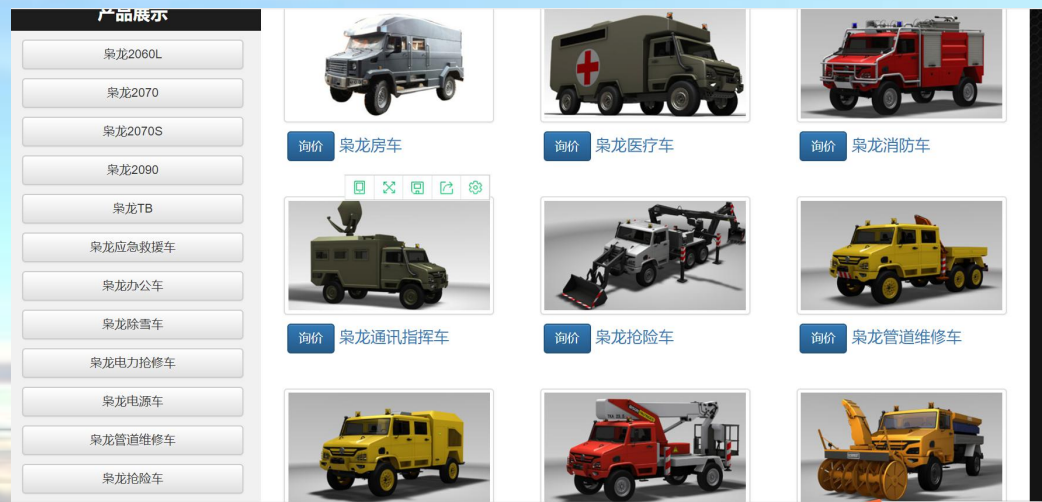 产品展示
枭龙2060L
枭龙2070
枭龙2070S
枭龙2090
枭龙TB
枭龙应急救援车
枭龙办公车
枭龙除雪车
枭龙电力抢修车
枭龙电源车
枭龙管道维修车
枭龙抢险车
询价 枭龙房车
询价 枭龙医疗车
询价 枭龙消防车
询价 枭龙通讯指挥车
询价 枭龙抢险车
询价 枭龙管道维修车